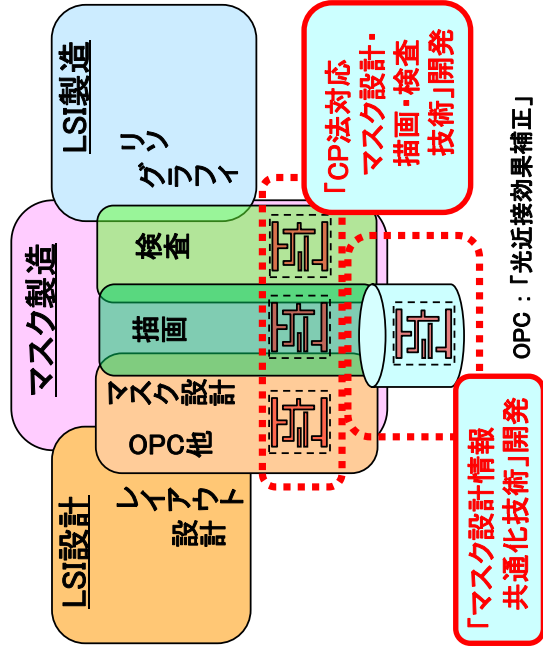 LSI設計
レイアウト
設計
マスク製造
マスク設計
OPC他
描画
検査
LSI製造
リソ
グラフィ
「マスク設計情報
共通化技術」開発
「CP法対応
マスク設計・
描画・検査
技術」開発
OPC：「光近接効果補正」